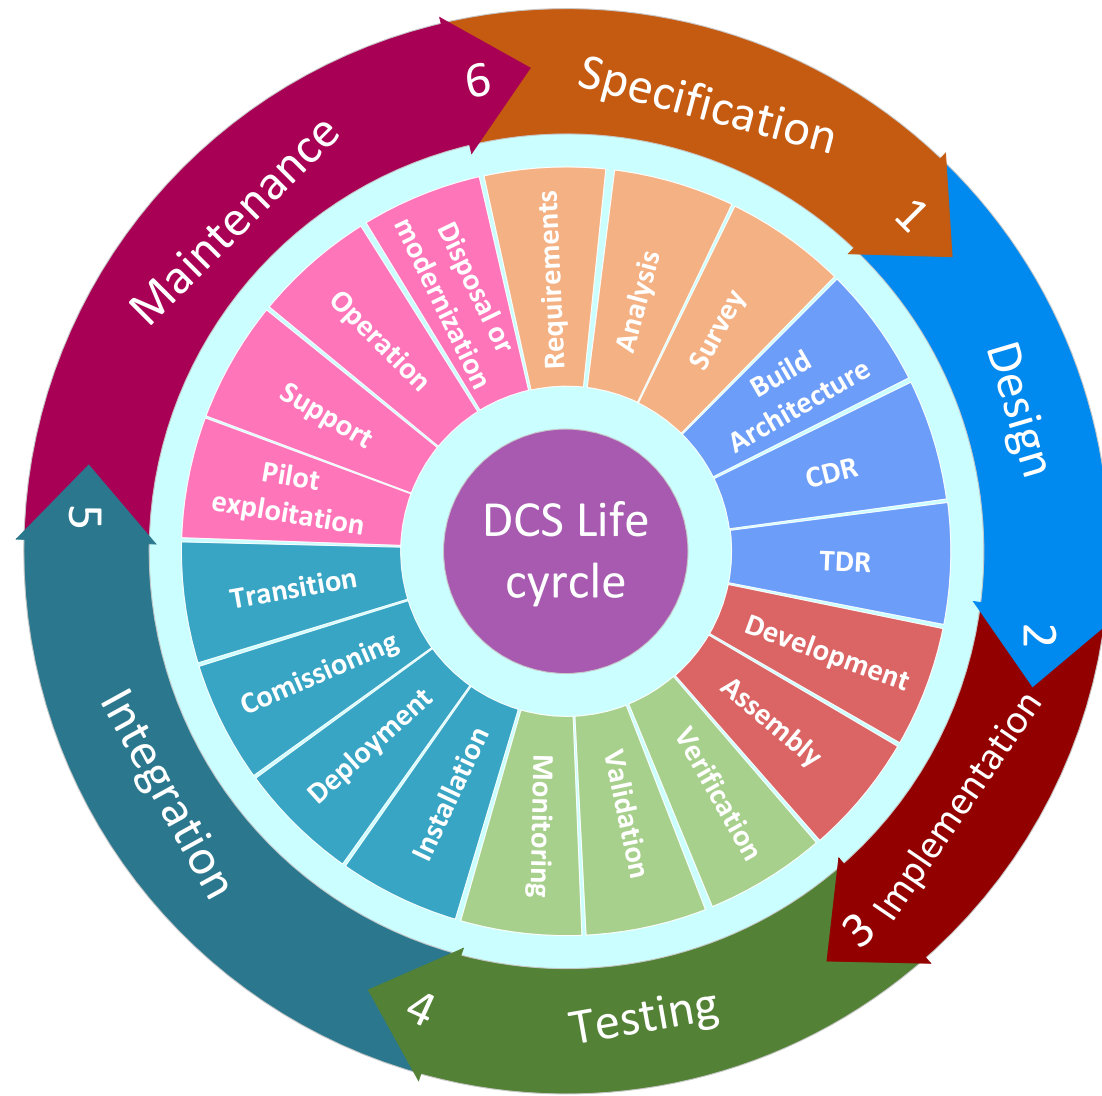 DCS Life
cyrcle
Specification
1
Design
2
Implementation
3
Testing
4
Integration
5
Maintenance
6
Requirements
Analysis
Survey
Build
Architecture
CDR
TDR
Development
Assembly
Verification
Validation
Monitoring
Installation
Deployment
Comissioning
Transition
Pilot
exploitation
Support
Operation
Disposal or
modernization